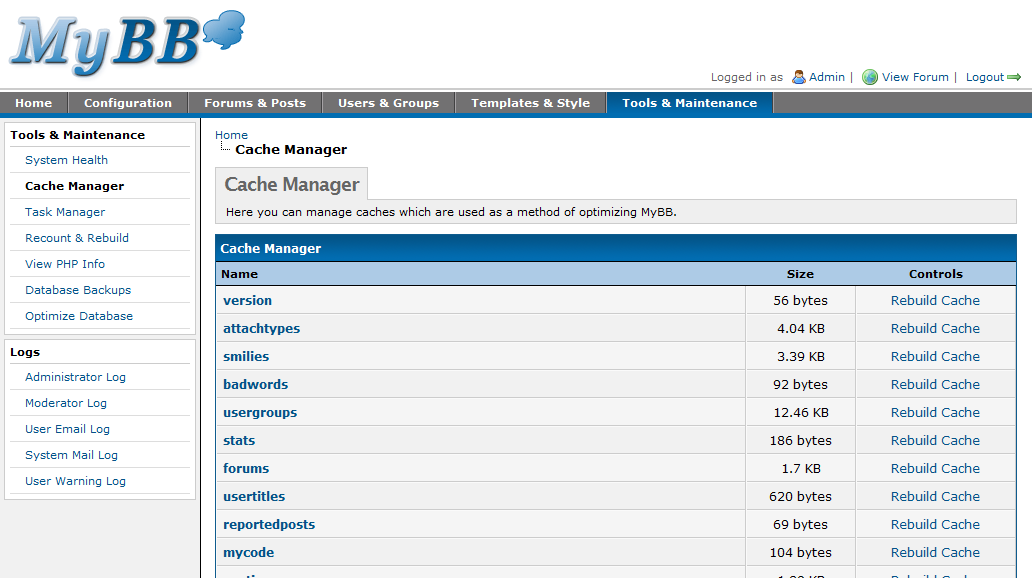 MyBB
Logged in as Admin | View Forum | Logout
Home Configuration Forums & Posts Users & Groups Templates & Style Tools & Maintenance
Tools & Maintenance
System Health
Cache Manager
Task Manager
Recount & Rebuild
View PHP Info
Database Backups
Optimize Database
Logs
Administrator Log
Moderator Log
User Email Log
System Mail Log
User Warning Log
Home
Cache Manager
Cache Manager
Here you can manage caches which are used as a method of optimizing MyBB.
Cache Manager
Name Size Controls
version 56 bytes Rebuild Cache
attachtypes 4.04 KB Rebuild Cache
smilies 3.39 KB Rebuild Cache
badwords 92 bytes Rebuild Cache
usergroups 12.46 KB Rebuild Cache
stats 186 bytes Rebuild Cache
forums 1.7 KB Rebuild Cache
usertitles 620 bytes Rebuild Cache
reportedposts 69 bytes Rebuild Cache
mycode 104 bytes Rebuild Cache